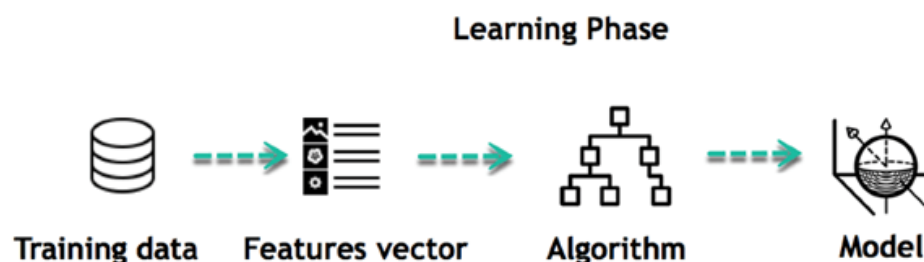 Learning Phase
Training data
Features vector
Algorithm
Model